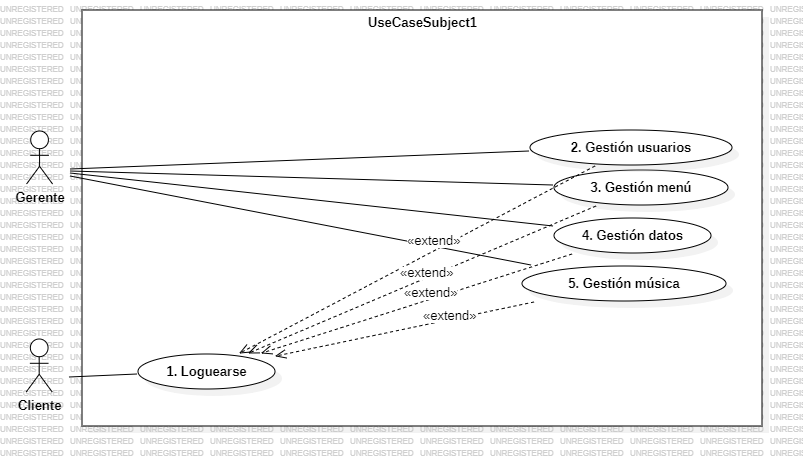 UseCaseSubject1
2. Gestión usuarios
3. Gestión menú
Gerente
4. Gestión datos
«extend»
«extend»
5. Gestión música
«extend»
«extend»
1. Loguearse
Cliente
UNREGISTERED